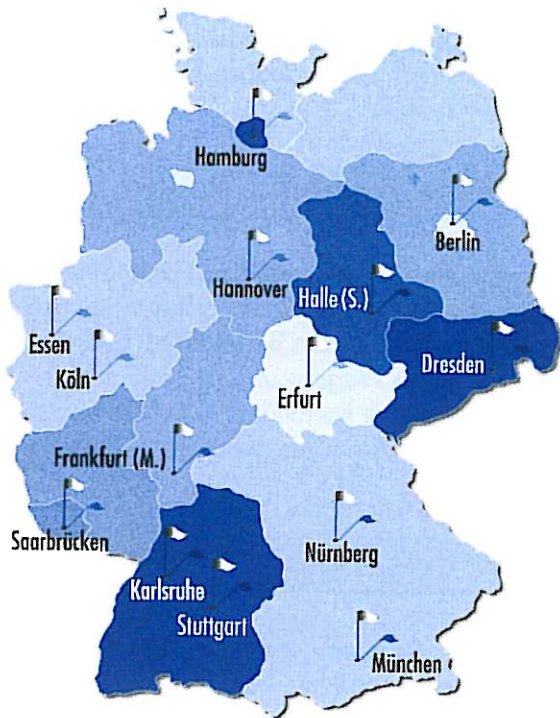 Hamburg
Berlin
Hannover
Halle (S.)
Essen
Köln
Dresden
Erfurt
Frankfurt (M.)
Saarbrücken
Nürnberg
Karlsruhe
Stuttgart
München